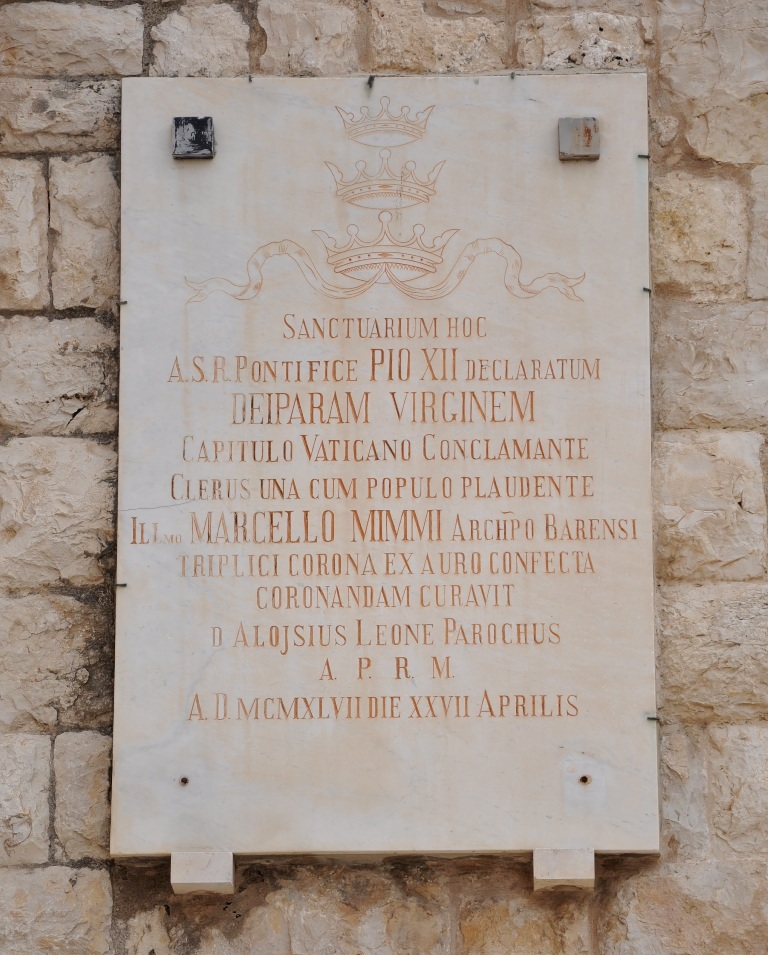 SANCTUARIUM HOC
A.S.R. PONTIFICE PIO XII DECLARATUM
DEIPARAM VIRGINEM
CAPITULO VATICANO CONCLAMANTE
CLERUS UNA CUM POPULO PLAUDENTE
ILL.MO MARCELLO MIMMI ARCHP̄O BARENSI
TRIPLICI CORONA EX AURO CONFECTA
CORONANDAM CURAVIT
D ALOJSIUS LEONE PAROCHUS
A. P. R. M.
A.D. MCMXLVII DIE XXVII APRILIS